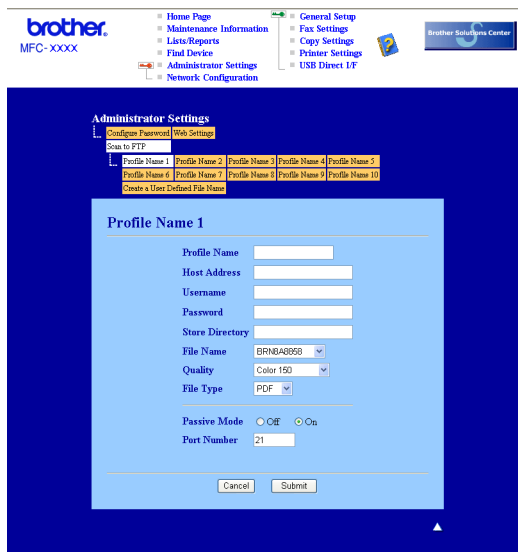 brother®
MFC- XXXX
Home Page
Maintenance Information
Lists/Reports
Find Device
Administrator Settings
Network Configuration
General Setup
Fax Settings
Copy Settings
Printer Settings
USB Direct I/F
Brother Solutions Center
Administrator Settings
Configure Password Web Settings
Scan to FTP
Profile Name 1 Profile Name 2 Profile Name 3 Profile Name 4 Profile Name 5
Profile Name 6 Profile Name 7 Profile Name 8 Profile Name 9 Profile Name 10
Create a User Defined File Name
Profile Name 1
Profile Name
Host Address
Username
Password
Store Directory
File Name BRN8A8858
Quality Color 150
File Type PDF
Passive Mode Off On
Port Number 21
Cancel Submit